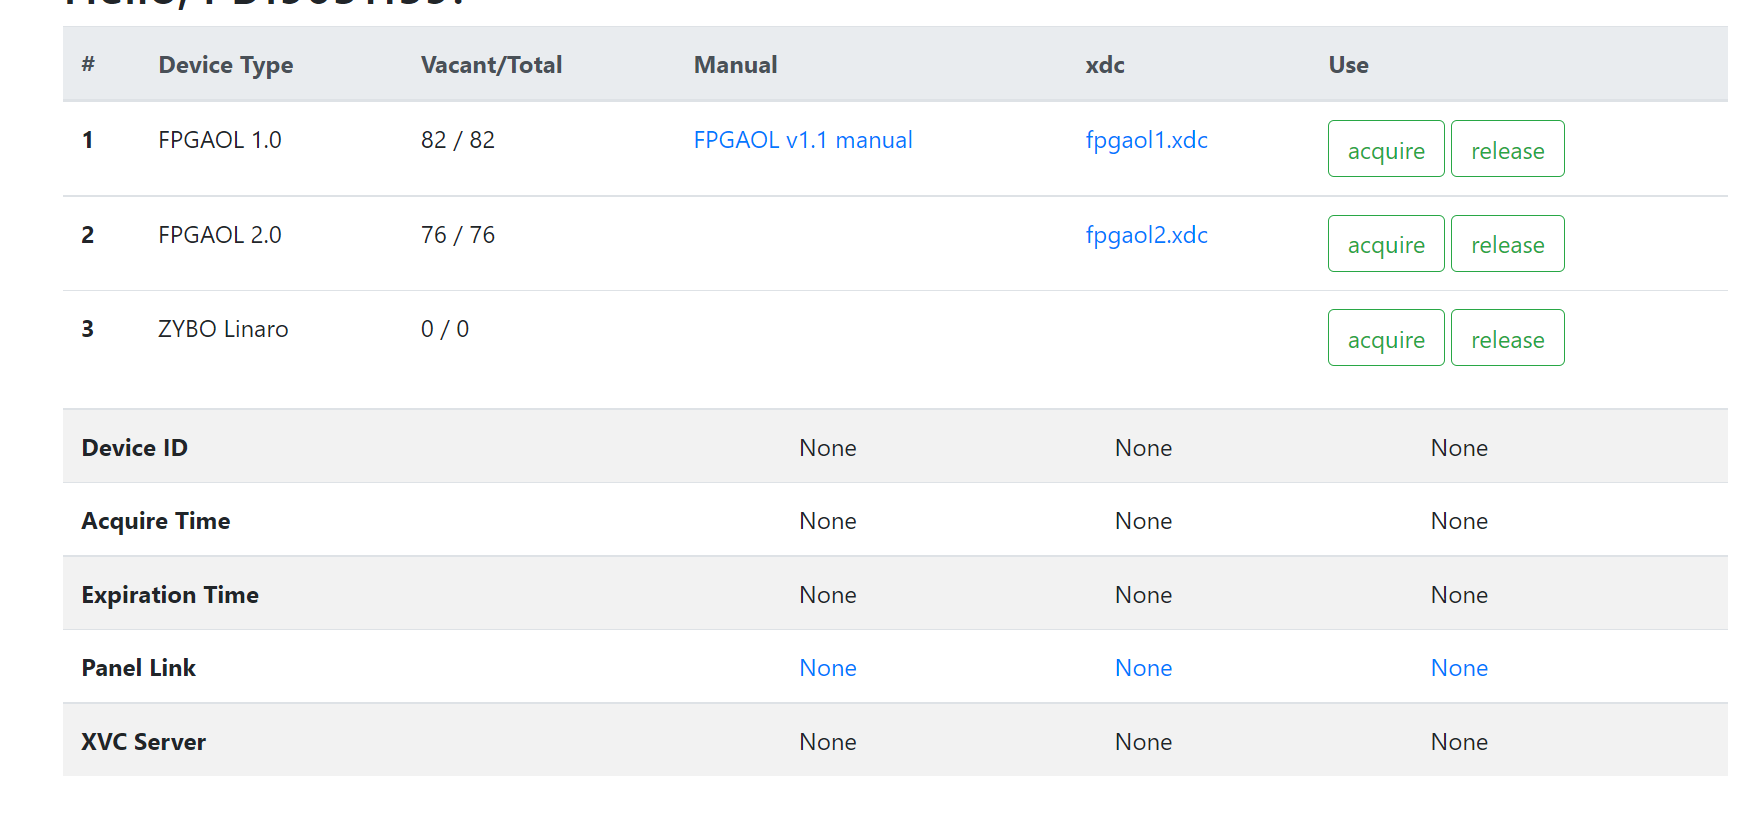 # Device Type Vacant/Total Manual xdc Use
1 FPGAOL 1.0 82 / 82 FPGAOL v1.1 manual fpgaol1.xdc acquire release
2 FPGAOL 2.0 76 / 76 fpgaol2.xdc acquire release
3 ZYBO Linaro 0 / 0 acquire release
Device ID None None None
Acquire Time None None None
Expiration Time None None None
Panel Link None None None
XVC Server None None None